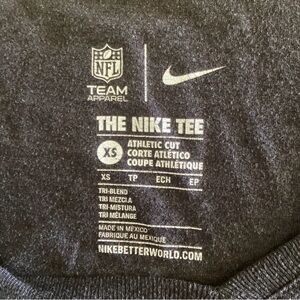 NFL
TEAM
APPAREL
THE NIKE TEE
XS
ATHLETIC CUT
CORTE ATLÉTICO
COUPE ATHLÉTIQUE
XS TP ECH EP
TRI-BLEND
TRI MEZCLA
TRI-MISTURA
TRI MÉLANGE
MADE IN MEXICO
FABRIQUÉ AU MEXIQUE
NIKEBETTERWORLD.COM